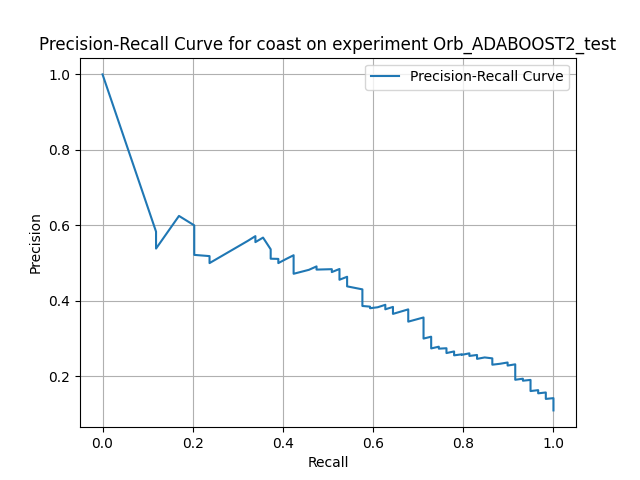 Precision-Recall Curve for coast on experiment Orb_ADABOOST2_test
Precision-Recall Curve
1.0
0.8
0.6
0.4
0.2
Precision
0.0
0.2
0.4
0.6
0.8
1.0
Recall